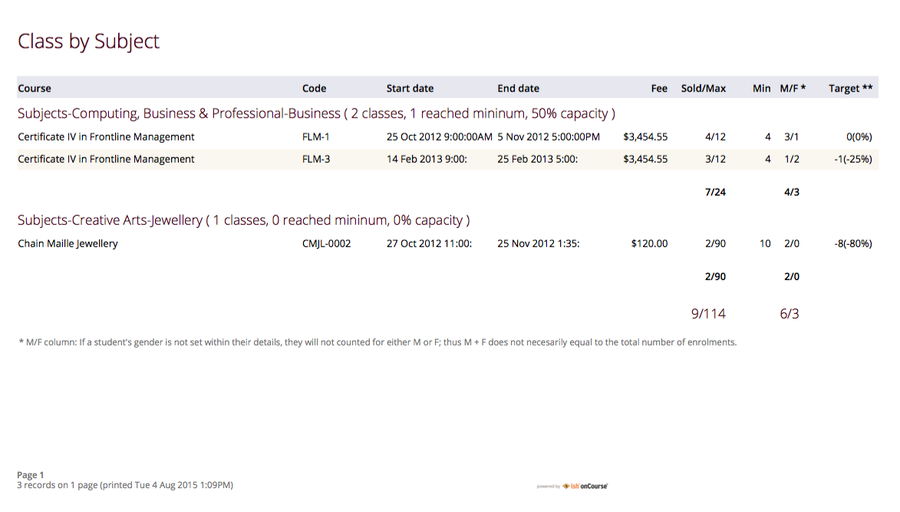 Class by Subject
Course Code Start date End date Fee Sold/Max Min M/F * Target **
Subjects-Computing, Business & Professional-Business ( 2 classes, 1 reached mininum, 50% capacity )
Certificate IV in Frontline Management FLM-1 25 Oct 2012 9:00:00AM 5 Nov 2012 5:00:00PM $3,454.55 4/12 4 3/1 0(0%)
Certificate IV in Frontline Management FLM-3 14 Feb 2013 9:00: 25 Feb 2013 5:00: $3,454.55 3/12 4 1/2 -1(-25%)
7/24 4/3
Subjects-Creative Arts-Jewellery ( 1 classes, 0 reached mininum, 0% capacity )
Chain Maille Jewellery CMJL-0002 27 Oct 2012 11:00: 25 Nov 2012 1:35: $120.00 2/90 10 2/0 -8(-80%)
2/90 2/0
9/114 6/3
* M/F column: If a student's gender is not set within their details, they will not counted for either M or F; thus M + F does not necesarily equal to the total number of enrolments.
Page 1
3 records on 1 page (printed Tue 4 Aug 2015 1:09PM)
powered by ish onCourse